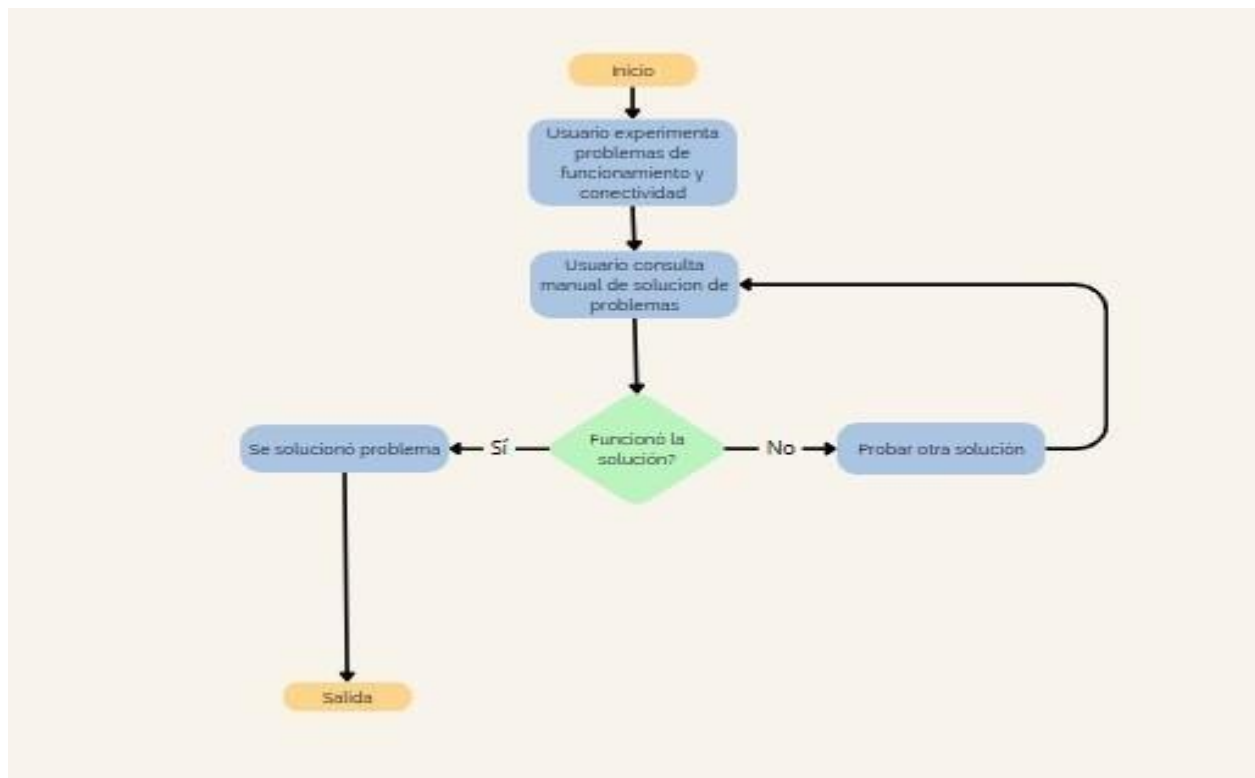 Inicio
Usuario experimenta
problemas de
funcionamiento y
conectividad
Usuario consulta
manual de solucion de
problemas
Funcionó la
solución?
Sí
No
Se solucionó problema
Probar otra solución
Salida